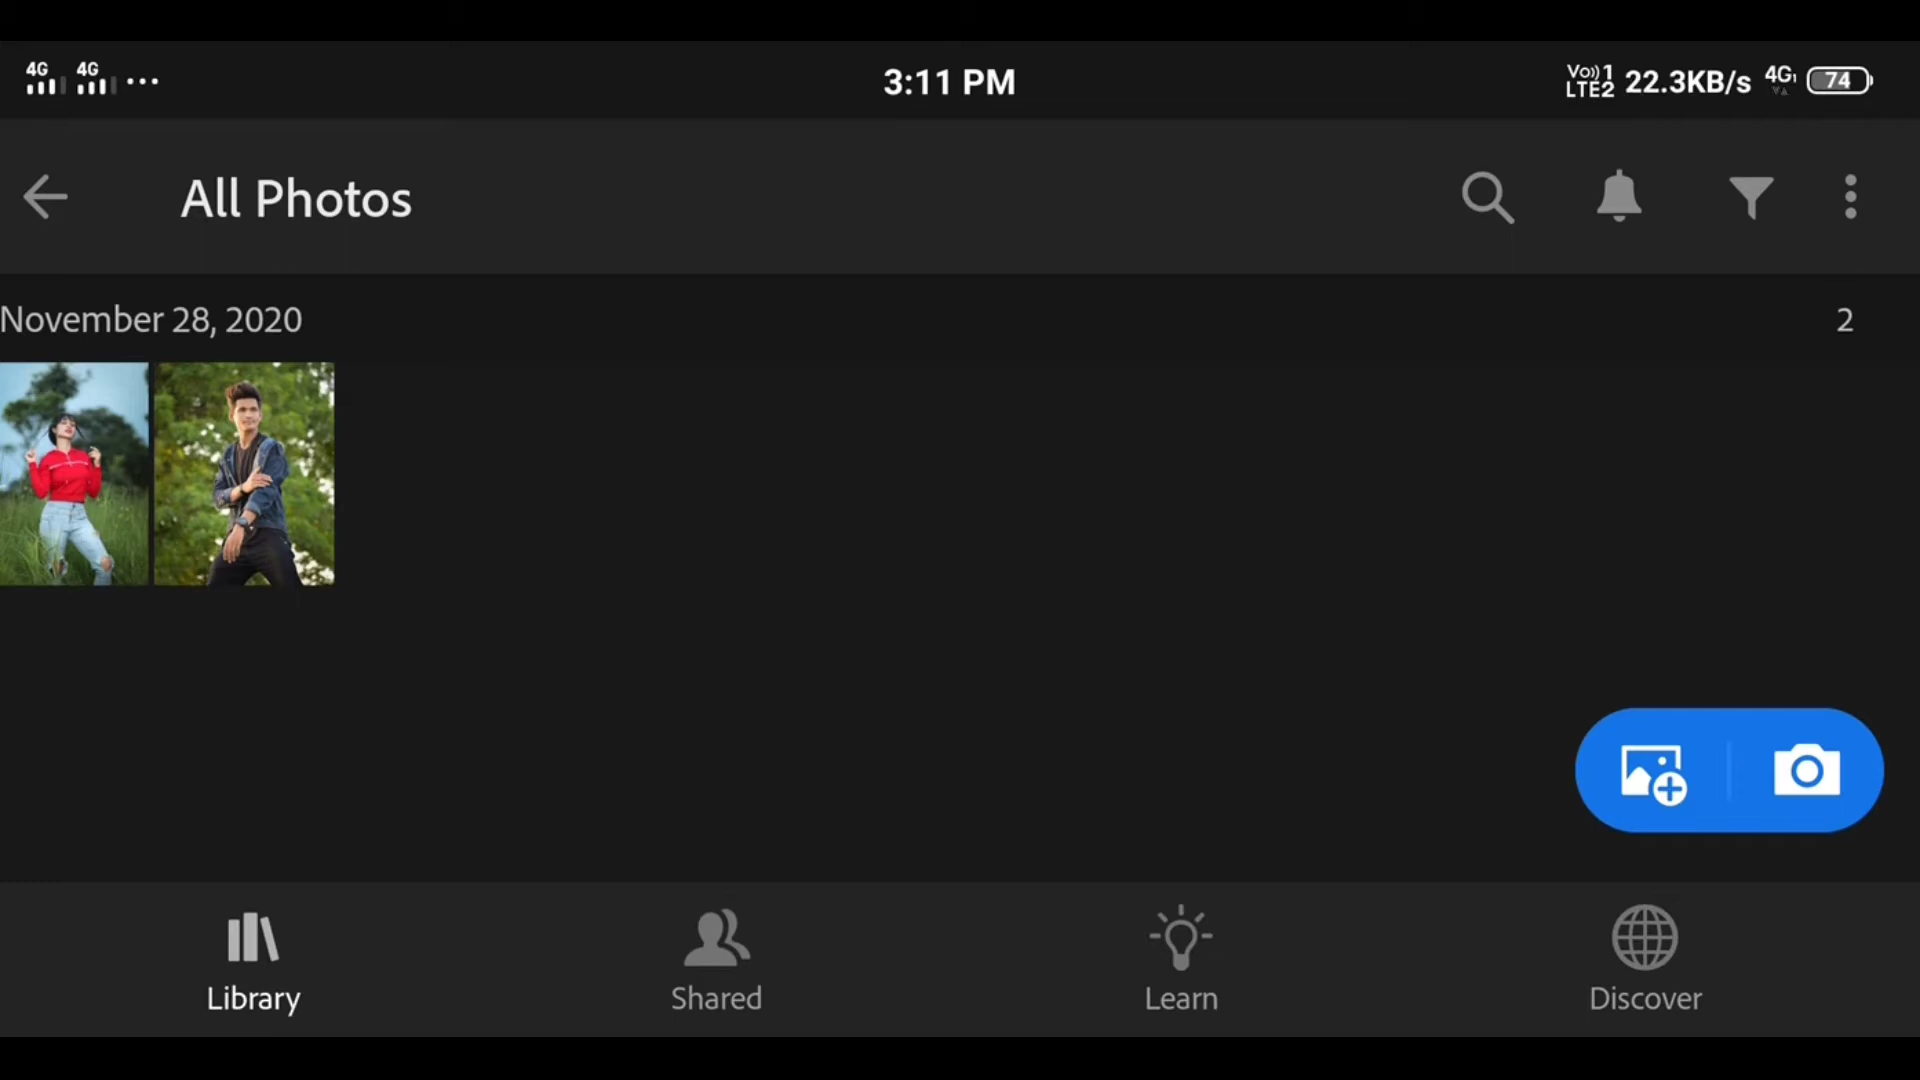 4G 4G ... 3:11 PM Vo)) 1 LTE2 22.3KB/s 4G 74
All Photos
November 28, 2020 2
Library Shared Learn Discover